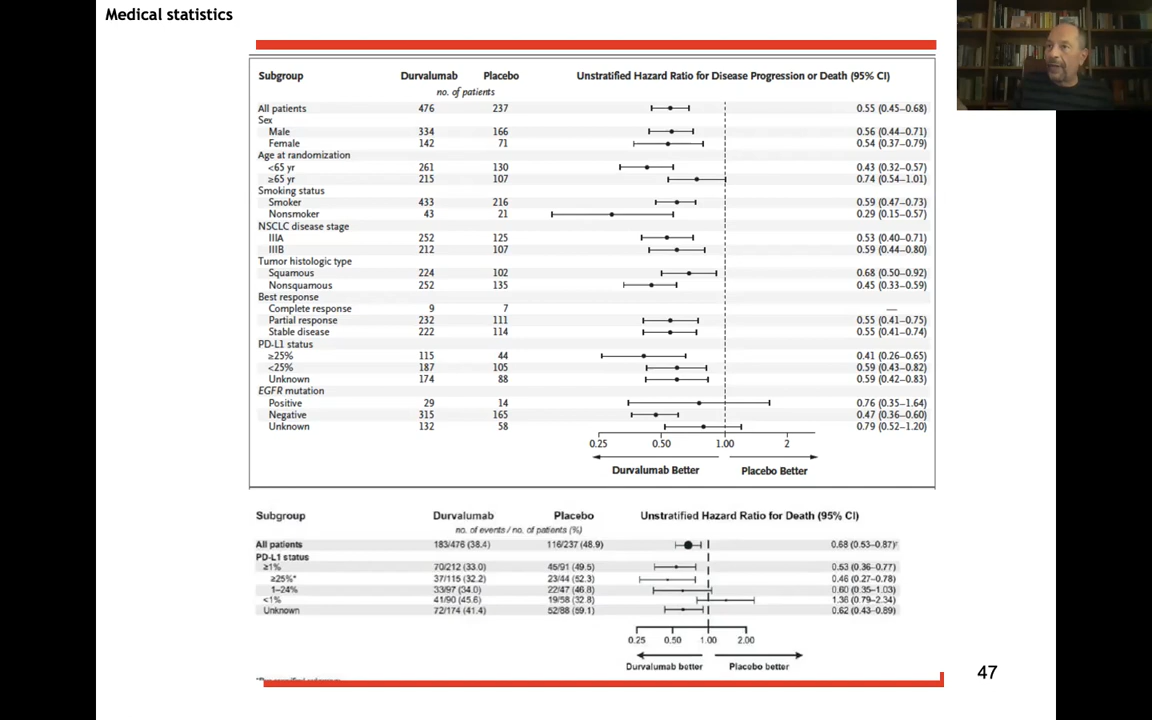 Medical statistics
Subgroup Durvalumab Placebo Unstratified Hazard Ratio for Disease Progression or Death (95% CI)
no. of patients
All patients 476 237 0.55 (0.45–0.68)
Sex
Male 334 166 0.56 (0.44–0.71)
Female 142 71 0.54 (0.37–0.79)
Age at randomization
<65 yr 261 130 0.43 (0.32–0.57)
≥65 yr 215 107 0.74 (0.54–1.01)
Smoking status
Smoker 433 216 0.59 (0.47–0.73)
Nonsmoker 43 21 0.29 (0.15–0.57)
NSCLC disease stage
IIIA 252 125 0.53 (0.40–0.71)
IIIB 212 107 0.59 (0.44–0.80)
Tumor histologic type
Squamous 224 102 0.68 (0.50–0.92)
Nonsquamous 252 135 0.45 (0.33–0.59)
Best response
Complete response 9 7 —
Partial response 232 111 0.55 (0.41–0.75)
Stable disease 222 114 0.55 (0.41–0.74)
PD-L1 status
≥25% 115 44 0.41 (0.26–0.65)
<25% 187 105 0.59 (0.43–0.82)
Unknown 174 88 0.59 (0.42–0.83)
EGFR mutation
Positive 29 14 0.76 (0.35–1.64)
Negative 315 165 0.47 (0.36–0.60)
Unknown 132 58 0.79 (0.52–1.20)
0.25 0.50 1.00 2
Durvalumab Better Placebo Better
Subgroup Durvalumab Placebo Unstratified Hazard Ratio for Death (95% CI)
no. of events / no. of patients (%)
All patients 183/476 (38.4) 116/237 (48.9) 0.68 (0.53–0.87)
PD-L1 status
≥1% 70/212 (33.0) 45/91 (49.5) 0.53 (0.36–0.77)
≥25%* 37/115 (32.2) 23/44 (52.3) 0.46 (0.27–0.78)
1–24% 33/97 (34.0) 22/47 (46.8) 0.60 (0.35–1.03)
<1% 41/90 (45.6) 19/58 (32.8) 1.36 (0.79–2.34)
Unknown 72/174 (41.4) 52/88 (59.1) 0.62 (0.43–0.89)
0.25 0.50 1.00 2.00
Durvalumab better Placebo better
47